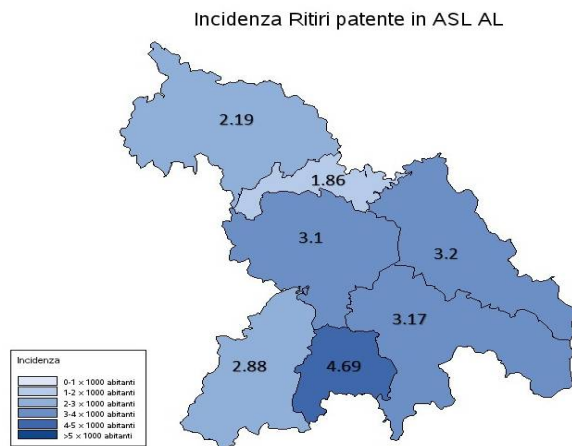 Incidenza Ritiri patente in ASL AL
2.19
1.86
3.1
3.2
3.17
2.88
4.69
Incidenza
0-1 × 1000 abitanti
1-2 × 1000 abitanti
2-3 × 1000 abitanti
3-4 × 1000 abitanti
4-5 × 1000 abitanti
>5 × 1000 abitanti